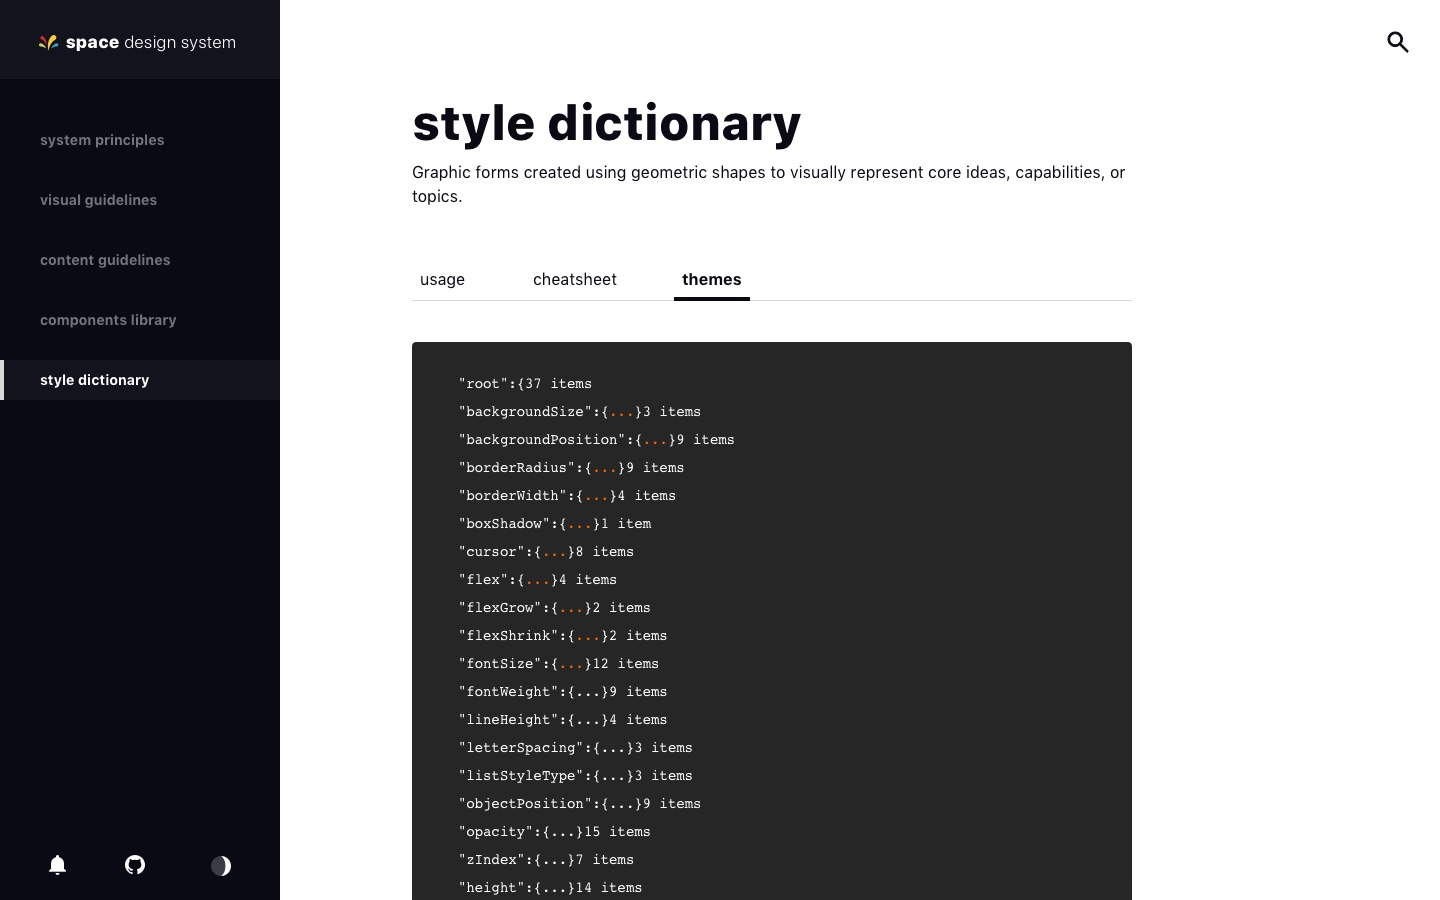 space design system
system principles
visual guidelines
content guidelines
components library
style dictionary
style dictionary
Graphic forms created using geometric shapes to visually represent core ideas, capabilities, or
topics.
usage
cheatsheet
themes
"root":{37 items
"backgroundSize":{...}3 items
"backgroundPosition":{...}9 items
"borderRadius":{...}9 items
"borderWidth":{...}4 items
"boxShadow":{...}1 item
"cursor":{...}8 items
"flex":{...}4 items
"flexGrow":{...}2 items
"flexShrink":{...}2 items
"fontSize":{...}12 items
"fontWeight":{...}9 items
"lineHeight":{...}4 items
"letterSpacing":{...}3 items
"listStyleType":{...}3 items
"objectPosition":{...}9 items
"opacity":{...}15 items
"zIndex":{...}7 items
"height":{...}14 items